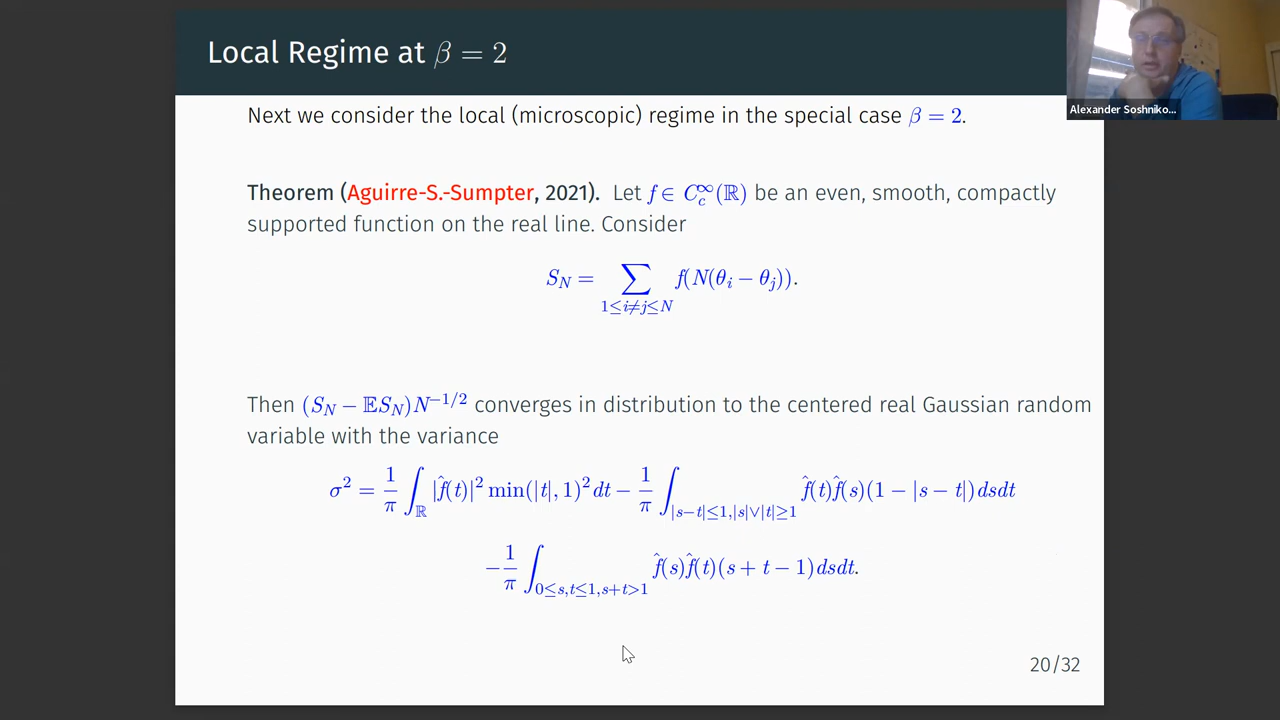 Local Regime at β = 2
Alexander Soshniko...
Next we consider the local (microscopic) regime in the special case β = 2.
Theorem (Aguirre-S.-Sumpter, 2021). Let f ∈ C_c^∞(ℝ) be an even, smooth, compactly
supported function on the real line. Consider
S_N = ∑_{1≤i≠j≤N} f(N(θ_i − θ_j)).
Then (S_N − 𝔼S_N)N^{−1/2} converges in distribution to the centered real Gaussian random
variable with the variance
σ² = 1/π ∫_ℝ |f̂(t)|² min(|t|, 1)² dt − 1/π ∫_{|s−t|≤1,|s|∨|t|≥1} f̂(t)f̂(s)(1 − |s − t|)dsdt
− 1/π ∫_{0≤s,t≤1,s+t>1} f̂(s)f̂(t)(s + t − 1)dsdt.
20/32